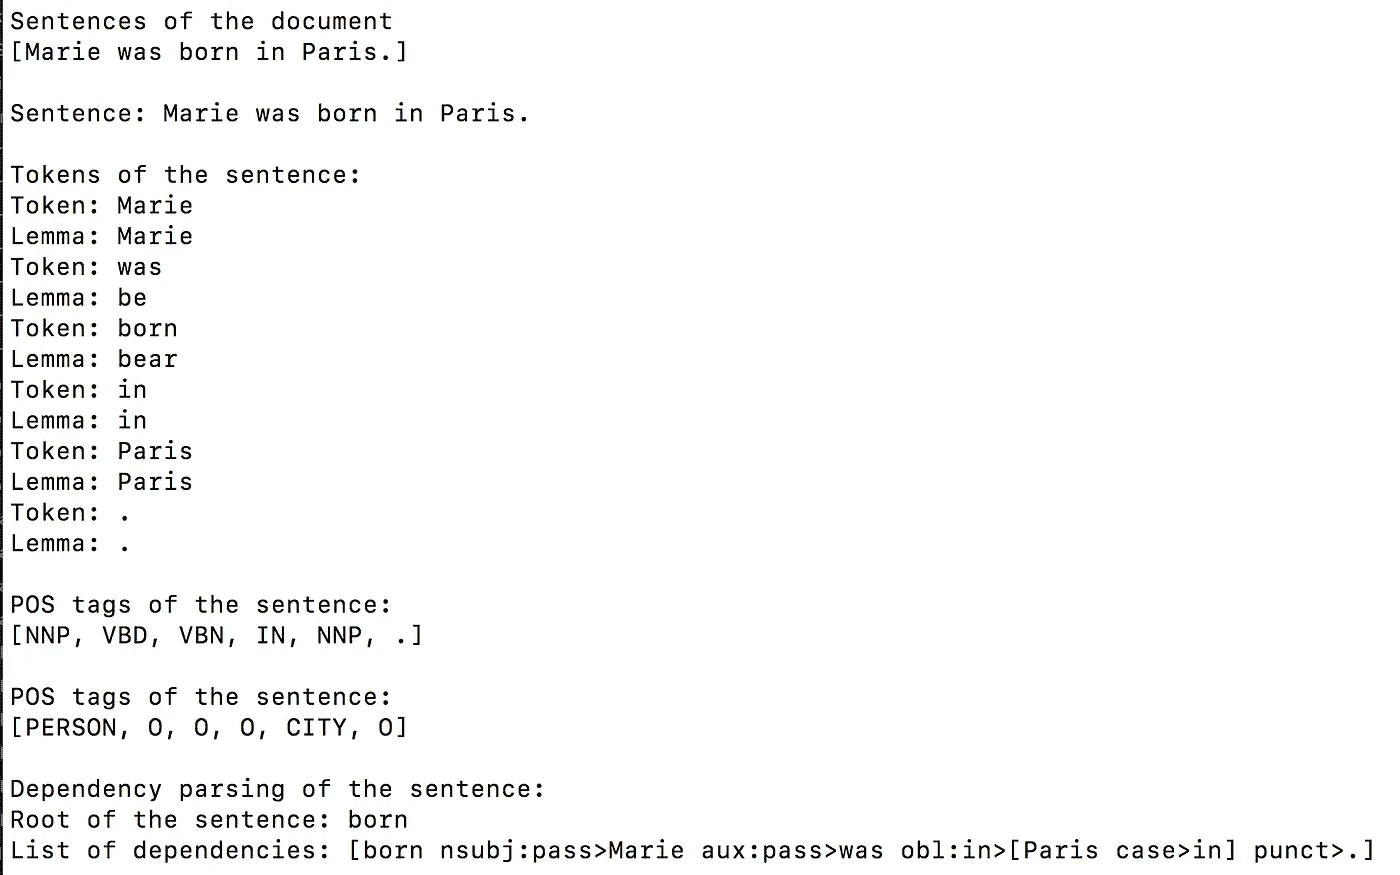 Sentences of the document
[Marie was born in Paris.]
Sentence: Marie was born in Paris.
Tokens of the sentence:
Token: Marie
Lemma: Marie
Token: was
Lemma: be
Token: born
Lemma: bear
Token: in
Lemma: in
Token: Paris
Lemma: Paris
Token: .
Lemma: .
POS tags of the sentence:
[NNP, VBD, VBN, IN, NNP, .]
POS tags of the sentence:
[PERSON, O, O, O, CITY, O]
Dependency parsing of the sentence:
Root of the sentence: born
List of dependencies: [born nsubj:pass>Marie aux:pass>was obl:in>[Paris case>in] punct>.]